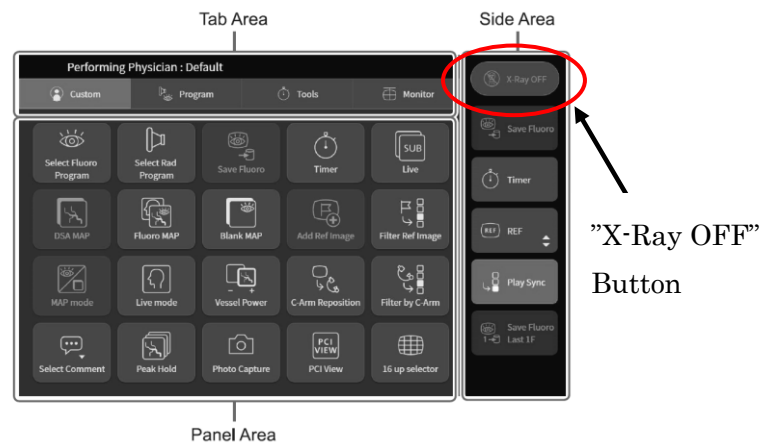 Tab Area
Side Area
Performing Physician : Default
Custom
Program
Tools
Monitor
X-Ray OFF
Select Fluoro
Program
Select Rad
Program
Save Fluoro
Timer
SUB
Live
Save Fluoro
DSA MAP
Fluoro MAP
Blank MAP
Add Ref Image
Filter Ref Image
Timer
MAP mode
Live mode
Vessel Power
C-Arm Reposition
Filter by C-Arm
REF
REF
Select Comment
Peak Hold
Photo Capture
PCI
VIEW
PCI View
16 up selector
Play Sync
1
Save Fluoro
Last 1F
"X-Ray OFF"
Button
Panel Area